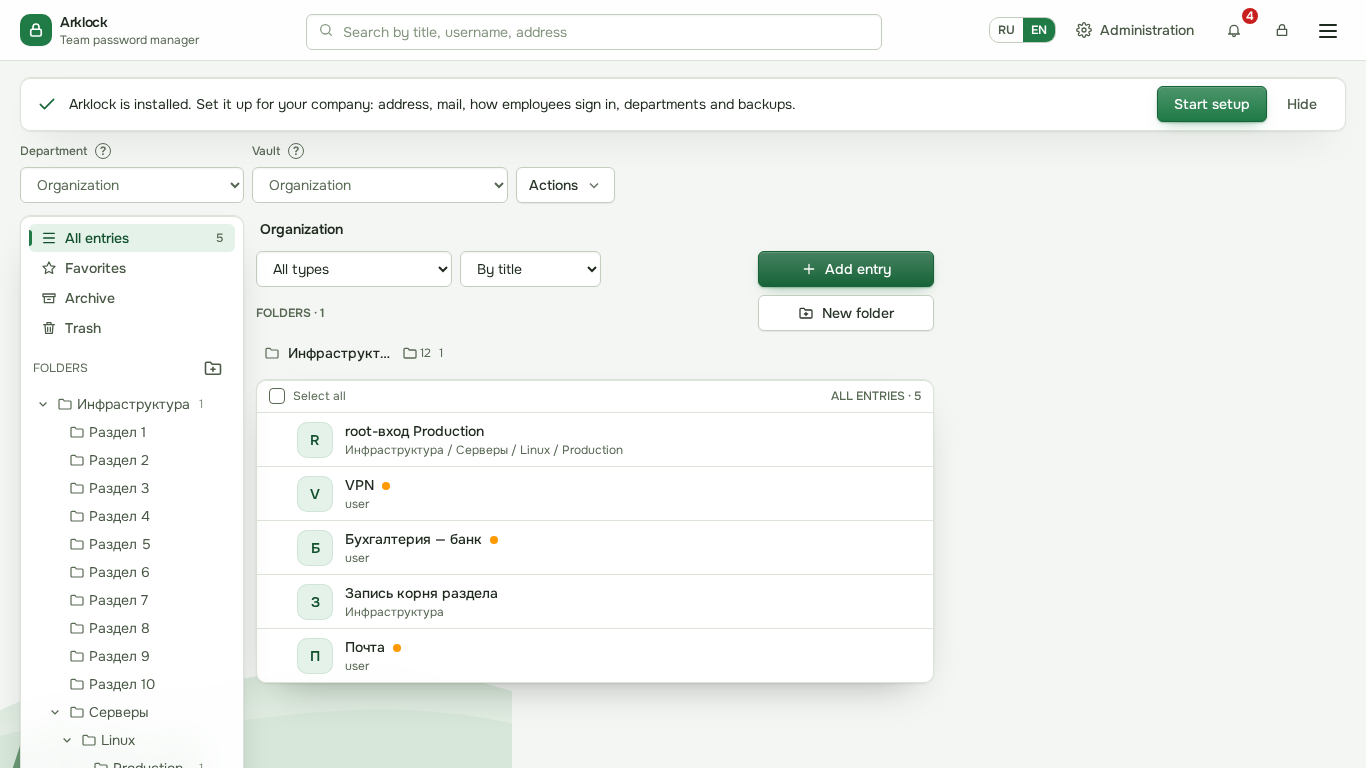 Arklock
Team password manager
Search by title, username, address
RU EN
Administration
4
Arklock is installed. Set it up for your company: address, mail, how employees sign in, departments and backups.
Start setup
Hide
Department ?
Vault ?
Organization
Organization
Actions
All entries 5
Favorites
Archive
Trash
FOLDERS
Инфраструктура 1
Раздел 1
Раздел 2
Раздел 3
Раздел 4
Раздел 5
Раздел 6
Раздел 7
Раздел 8
Раздел 9
Раздел 10
Серверы
Linux
Production 1
Organization
All types
By title
Add entry
FOLDERS · 1
New folder
Инфраструкт... 12 1
Select all
ALL ENTRIES · 5
R
root-вход Production
Инфраструктура / Серверы / Linux / Production
V
VPN
user
Б
Бухгалтерия — банк
user
З
Запись корня раздела
Инфраструктура
П
Почта
user